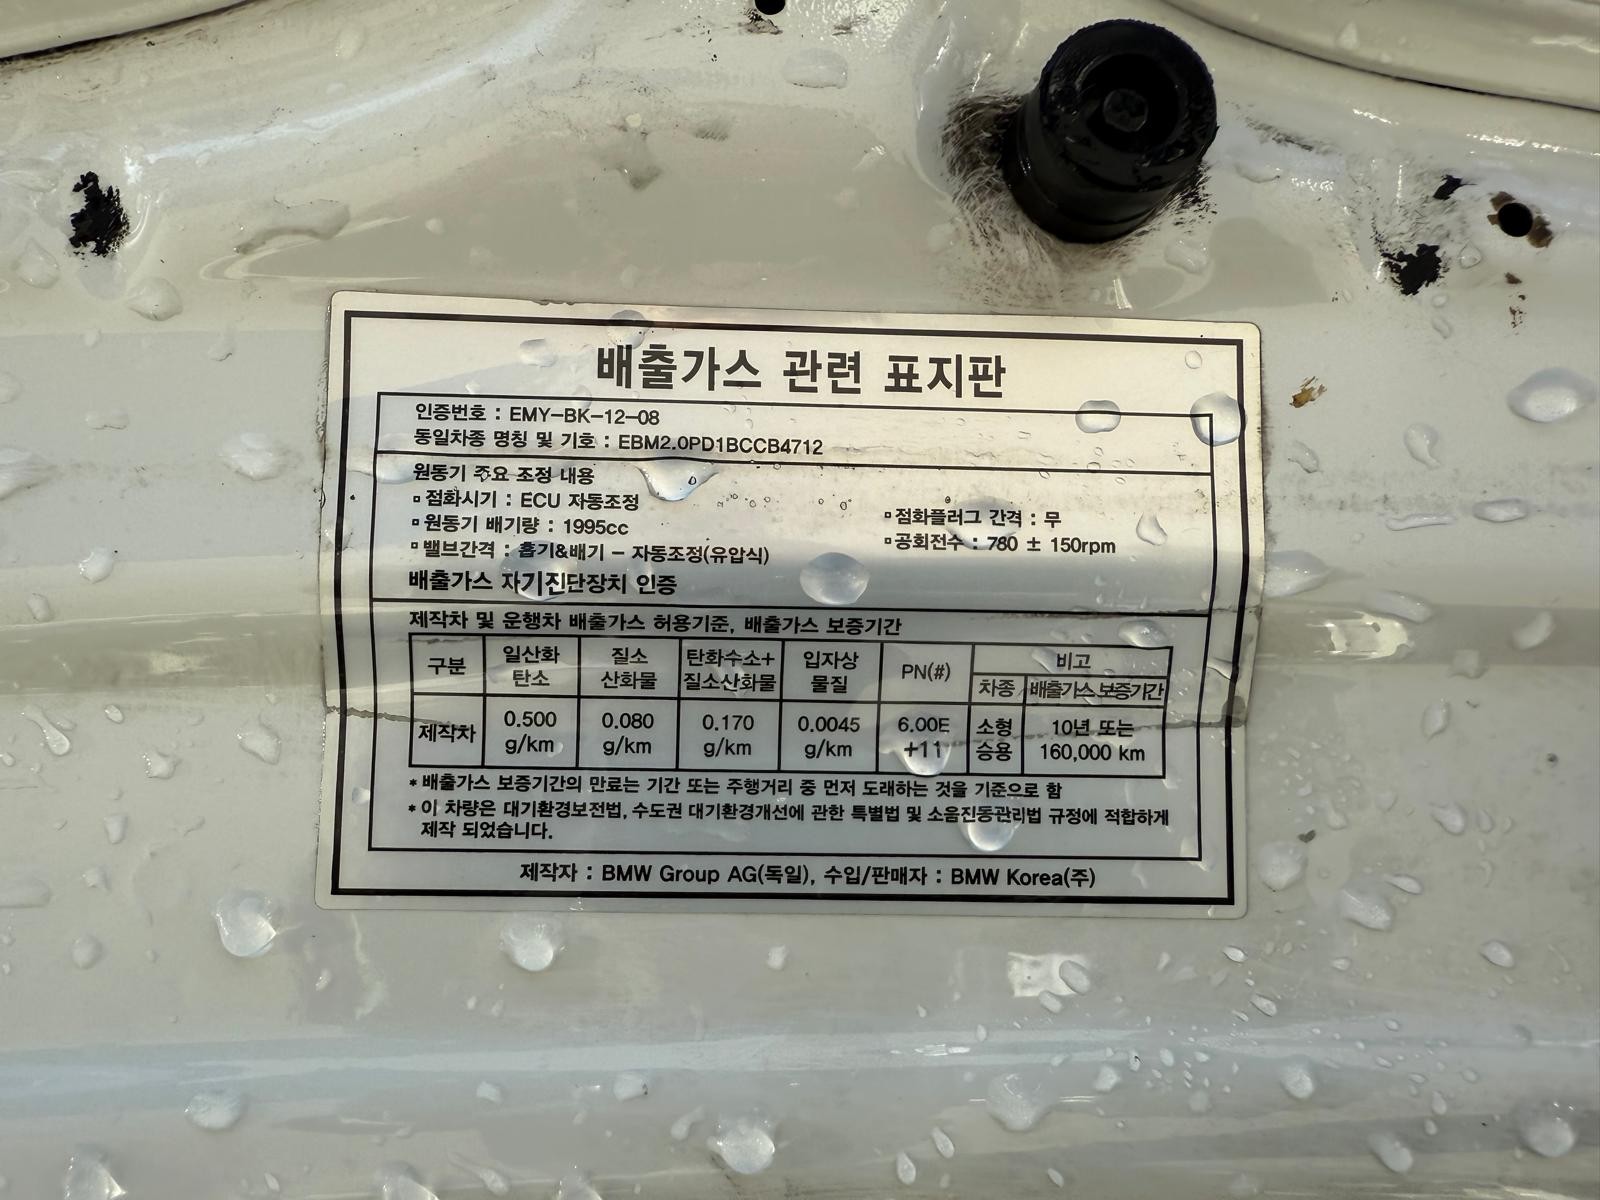 배출가스 관련 표지판
인증번호 : EMY-BK-12-08
동일차종 명칭 및 기호 : EBM2.0PD1BCCB4712
원동기 주요 조정 내용
▫점화시기 : ECU 자동조정
▫원동기 배기량 : 1995cc
▫밸브간격 : 흡기&배기 - 자동조정(유압식)
▫점화플러그 간격 : 무
▫공회전수 : 780 ± 150rpm
배출가스 자기진단장치 인증
제작차 및 운행차 배출가스 허용기준, 배출가스 보증기간
구분 일산화 탄소 질소 산화물 탄화수소+ 질소산화물 입자상 물질 PN(#) 비고
차종 배출가스 보증기간
제작차 0.500 g/km 0.080 g/km 0.170 g/km 0.0045 g/km 6.00E +11 소형 승용 10년 또는 160,000 km
* 배출가스 보증기간의 만료는 기간 또는 주행거리 중 먼저 도래하는 것을 기준으로 함
* 이 차량은 대기환경보전법, 수도권 대기환경개선에 관한 특별법 및 소음진동관리법 규정에 적합하게
제작 되었습니다.
제작자 : BMW Group AG(독일), 수입/판매자 : BMW Korea(주)